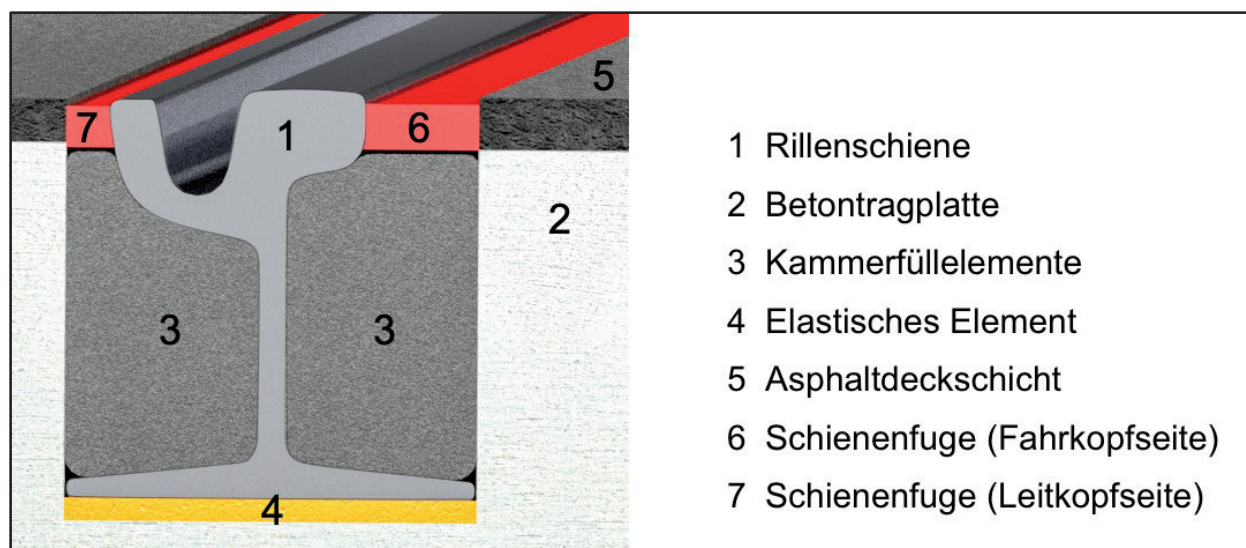 5
7
1
6
2
3
3
4
1 Rillenschiene
2 Betontragplatte
3 Kammerfüllelemente
4 Elastisches Element
5 Asphaltdeckschicht
6 Schienenfuge (Fahrkopfseite)
7 Schienenfuge (Leitkopfseite)